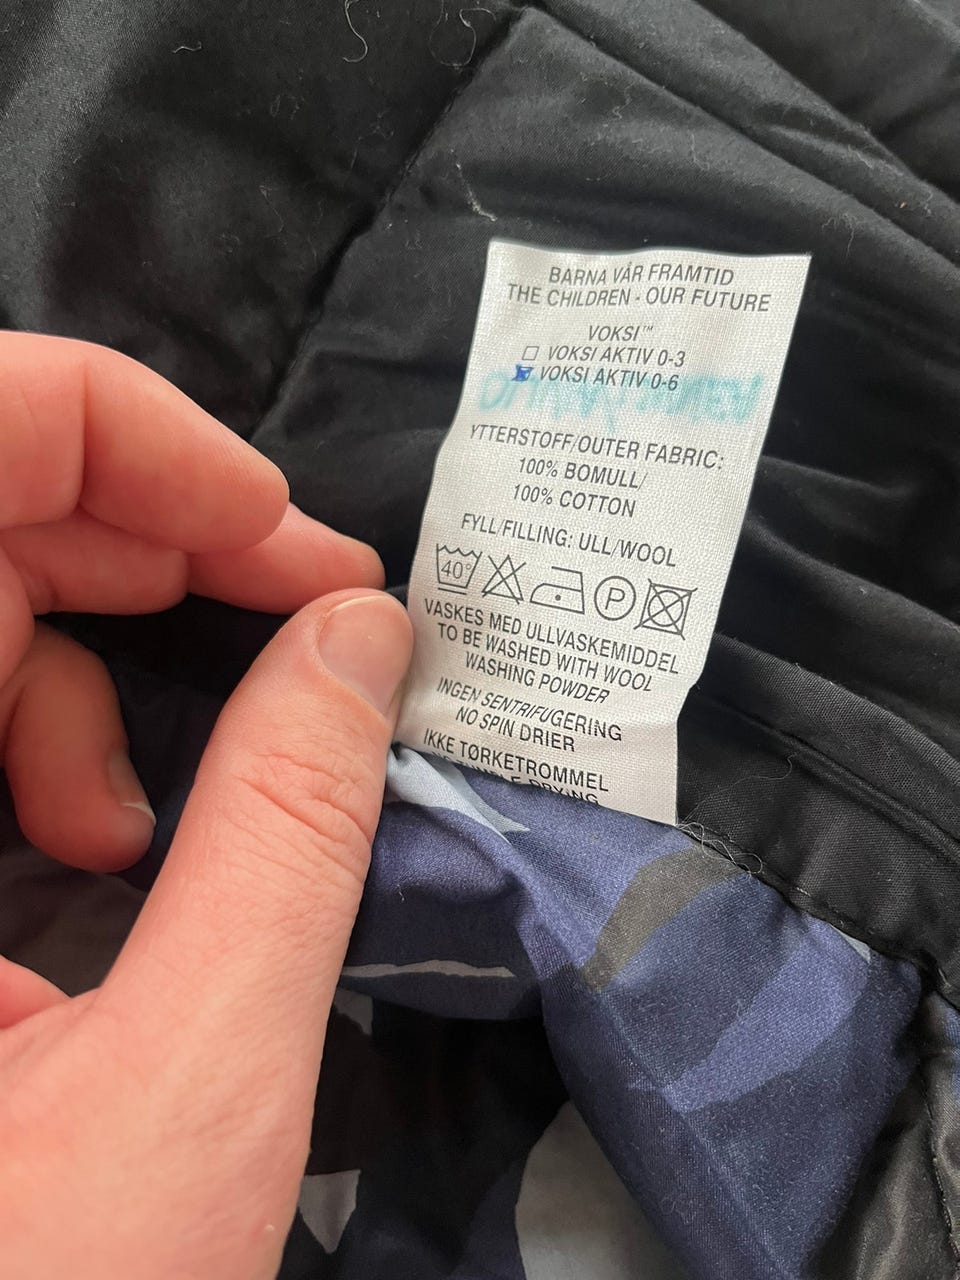 BARNA VÅR FRAMTID
THE CHILDREN - OUR FUTURE
VOKSI™
VOKSI AKTIV 0-3
VOKSI AKTIV 0-6
YTTERSTOFF/OUTER FABRIC:
100% BOMULL/
100% COTTON
FYLL/FILLING: ULL/WOOL
40° P
VASKES MED ULLVASKEMIDDEL
TO BE WASHED WITH WOOL
WASHING POWDER
INGEN SENTRIFUGERING
NO SPIN DRIER
IKKE TØRKETROMMEL